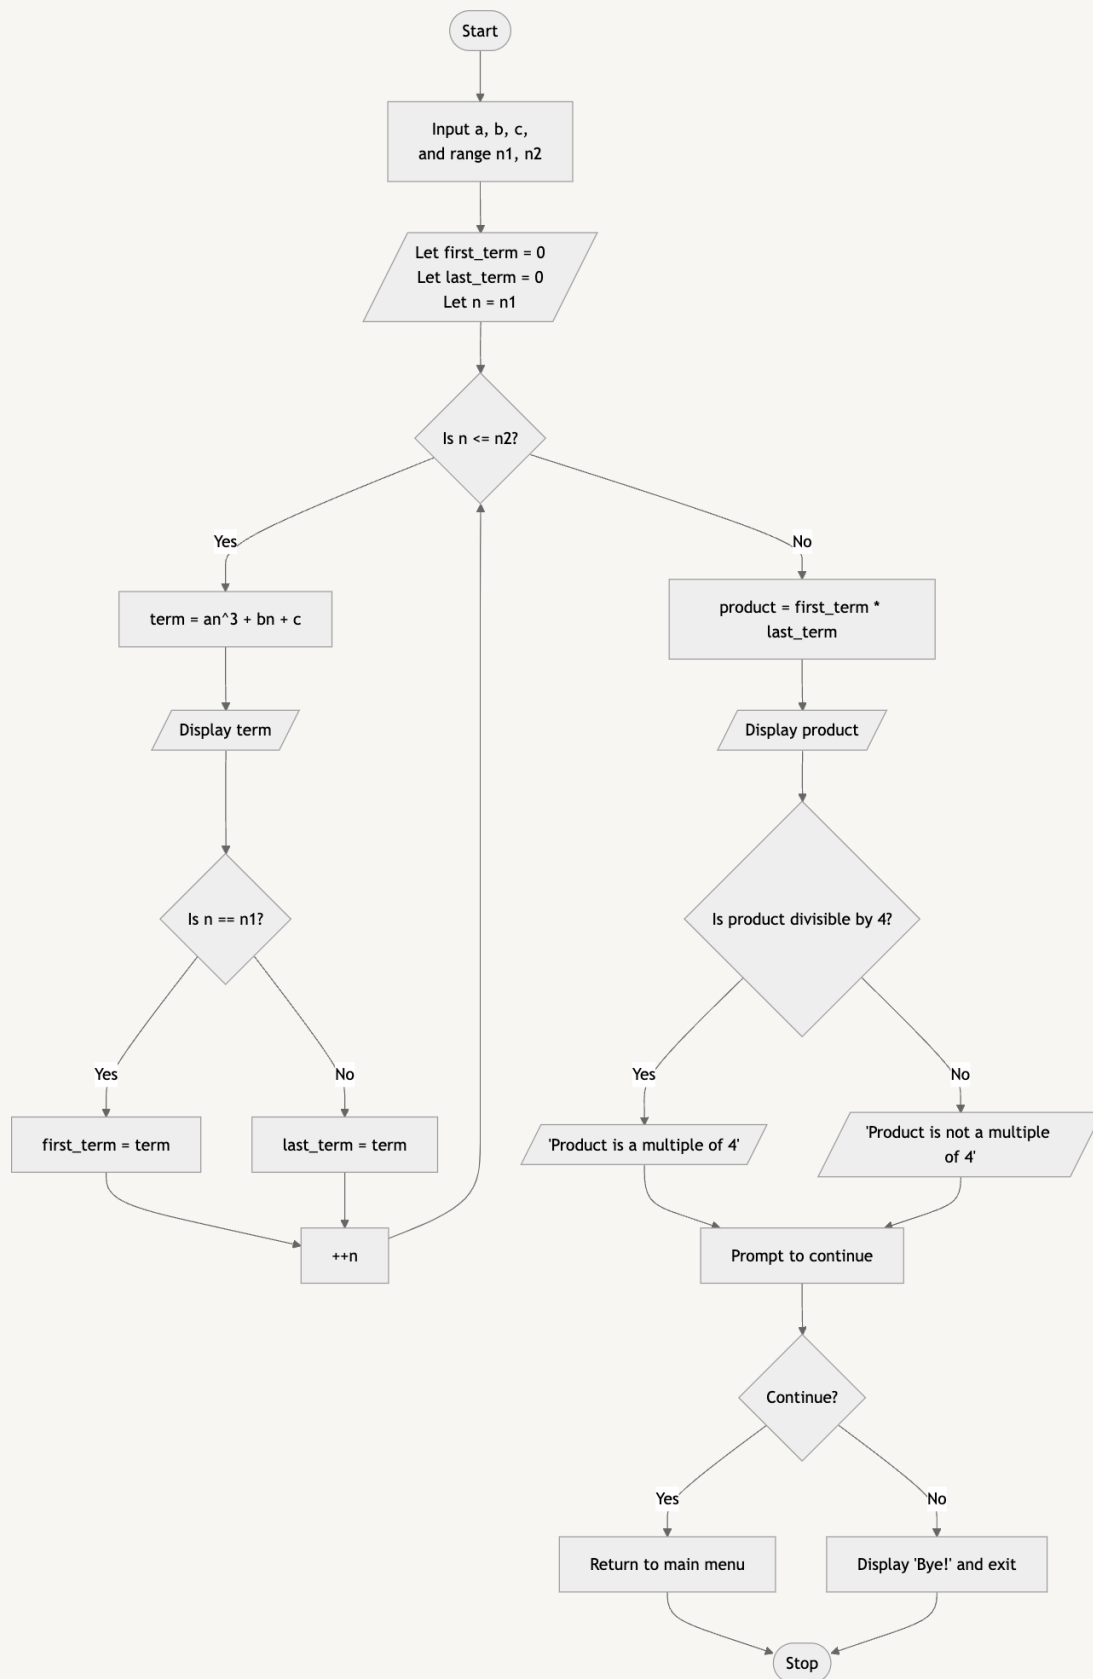 Start
Input a, b, c,
and range n1, n2
Let first_term = 0
Let last_term = 0
Let n = n1
Is n <= n2?
Yes
No
term = an^3 + bn + c
product = first_term *
last_term
Display term
Display product
Is n == n1?
Is product divisible by 4?
Yes
No
Yes
No
first_term = term
last_term = term
'Product is a multiple of 4'
'Product is not a multiple
of 4'
++n
Prompt to continue
Continue?
Yes
No
Return to main menu
Display 'Bye!' and exit
Stop